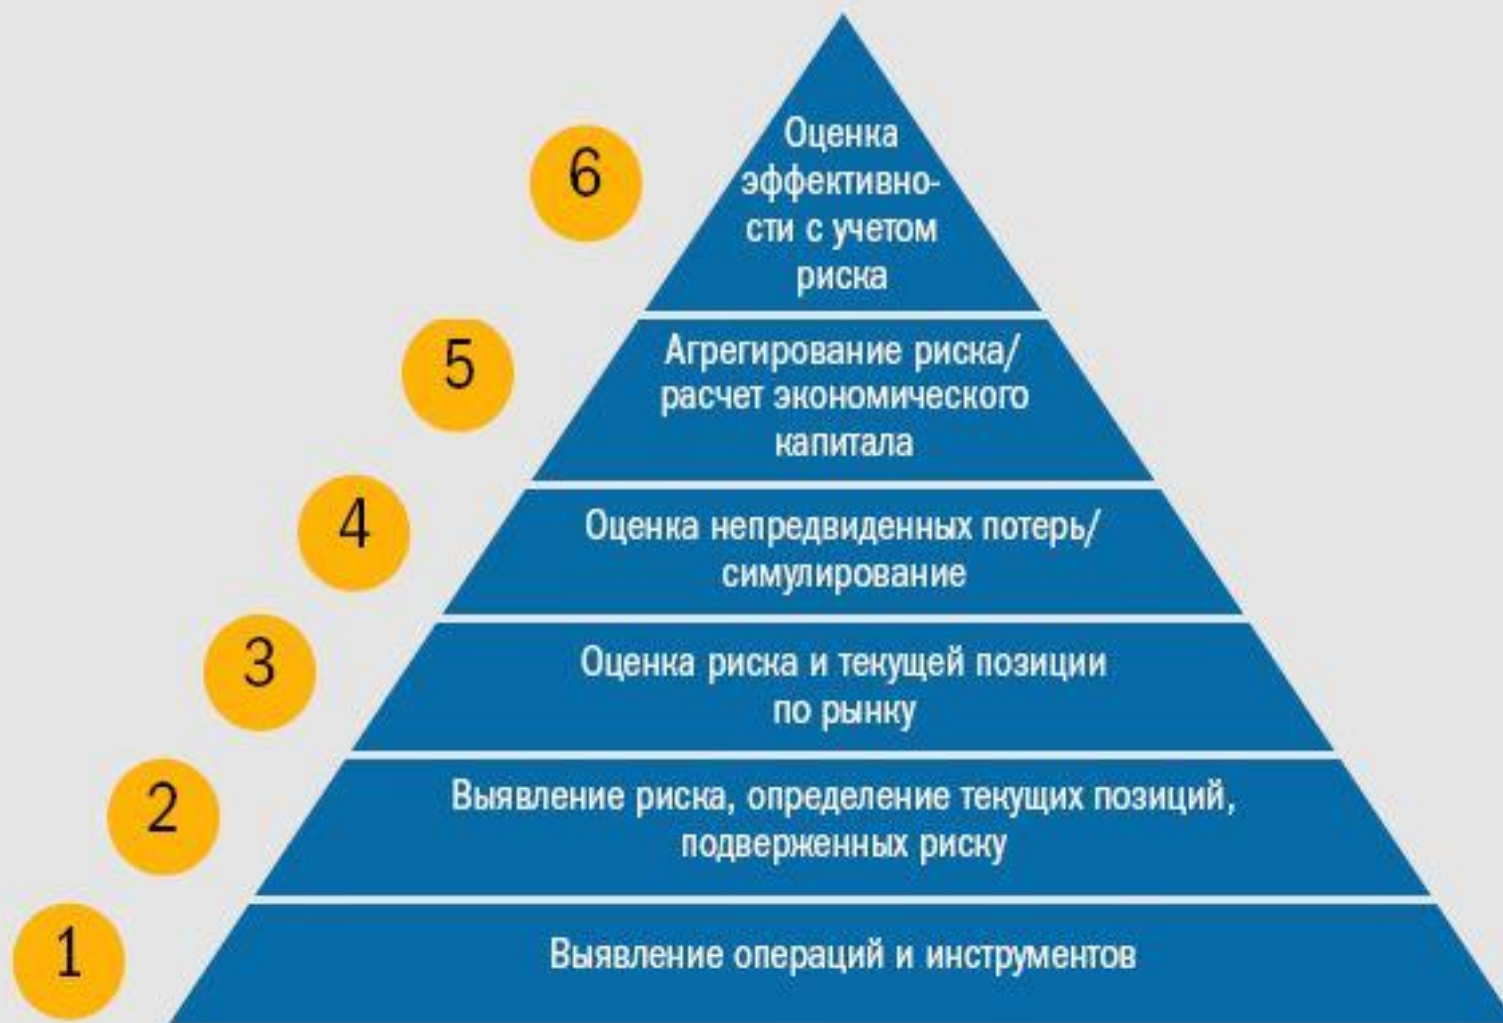 6
Оценка
эффективно-
сти с учетом
риска
5
Агрегирование риска/
расчет экономического
капитала
4
Оценка непредвиденных потерь/
симулирование
3
Оценка риска и текущей позиции
по рынку
2
Выявление риска, определение текущих позиций,
подверженных риску
1
Выявление операций и инструментов